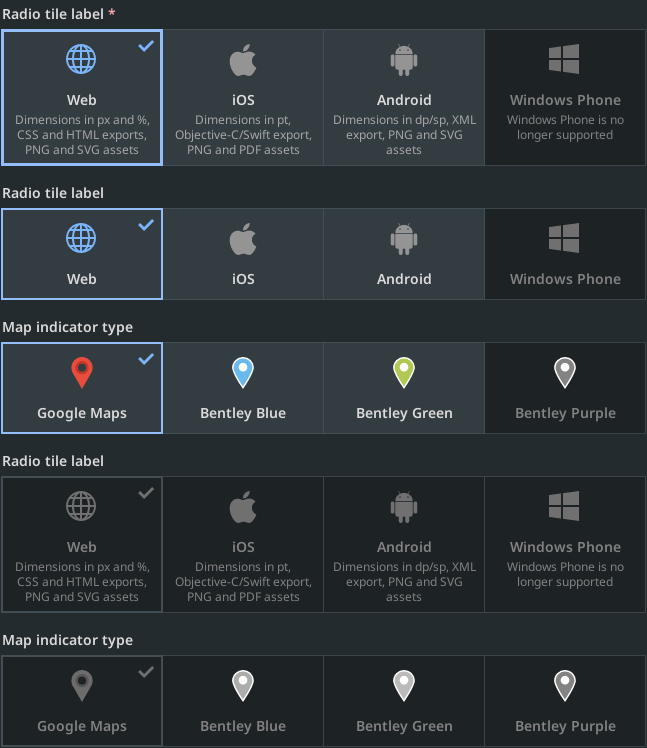 Radio tile label *
Web
Dimensions in px and %,
CSS and HTML exports,
PNG and SVG assets
iOS
Dimensions in pt,
Objective-C/Swift export,
PNG and PDF assets
Android
Dimensions in dp/sp, XML
export, PNG and SVG
assets
Windows Phone
Windows Phone is no
longer supported
Radio tile label
Web
iOS
Android
Windows Phone
Map indicator type
Google Maps
Bentley Blue
Bentley Green
Bentley Purple
Radio tile label
Web
Dimensions in px and %,
CSS and HTML exports,
PNG and SVG assets
iOS
Dimensions in pt,
Objective-C/Swift export,
PNG and PDF assets
Android
Dimensions in dp/sp, XML
export, PNG and SVG
assets
Windows Phone
Windows Phone is no
longer supported
Map indicator type
Google Maps
Bentley Blue
Bentley Green
Bentley Purple